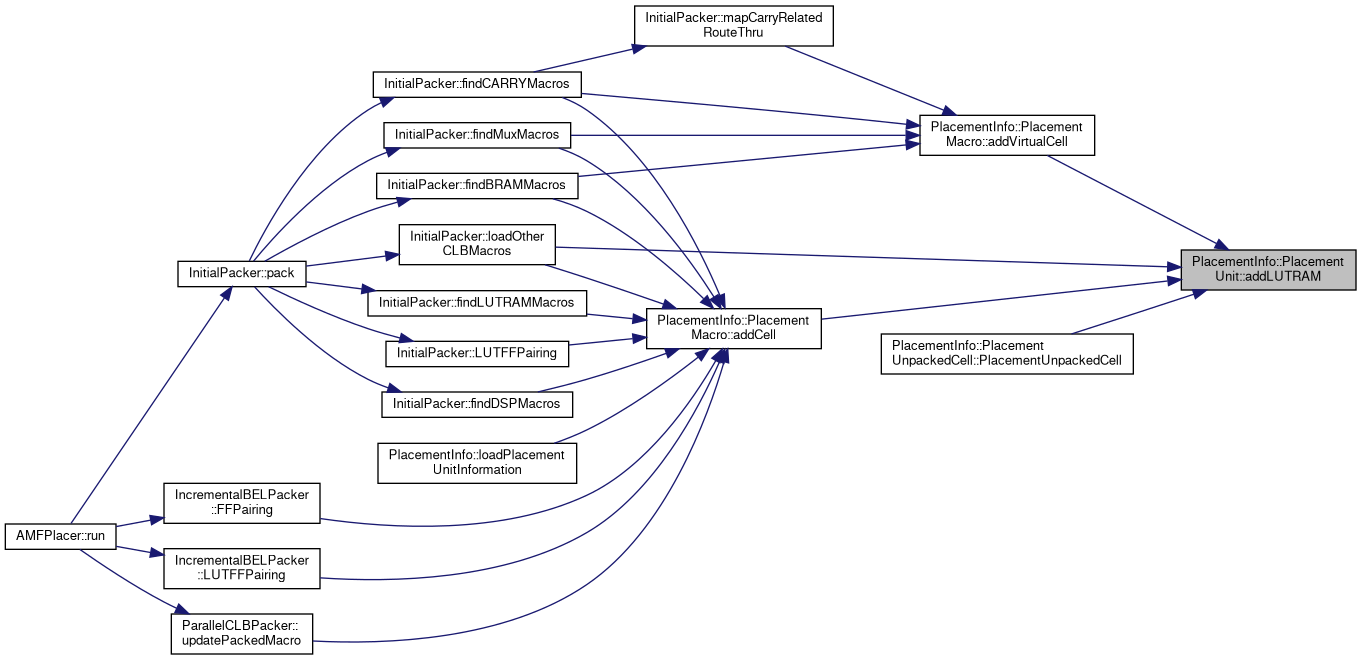 InitialPacker::mapCarryRelated
RouteThru
InitialPacker::findCARRYMacros
InitialPacker::findMuxMacros
PlacementInfo::Placement
Macro::addVirtualCell
InitialPacker::findBRAMMacros
InitialPacker::loadOther
CLBMacros
InitialPacker::pack
PlacementInfo::Placement
Unit::addLUTRAM
InitialPacker::findLUTRAMMacros
PlacementInfo::Placement
Macro::addCell
InitialPacker::LUTFFPairing
PlacementInfo::Placement
UnpackedCell::PlacementUnpackedCell
InitialPacker::findDSPMacros
PlacementInfo::loadPlacement
UnitInformation
IncrementalBELPacker
::FFPairing
AMFPlacer::run
IncrementalBELPacker
::LUTFFPairing
ParallelCLBPacker::
updatePackedMacro